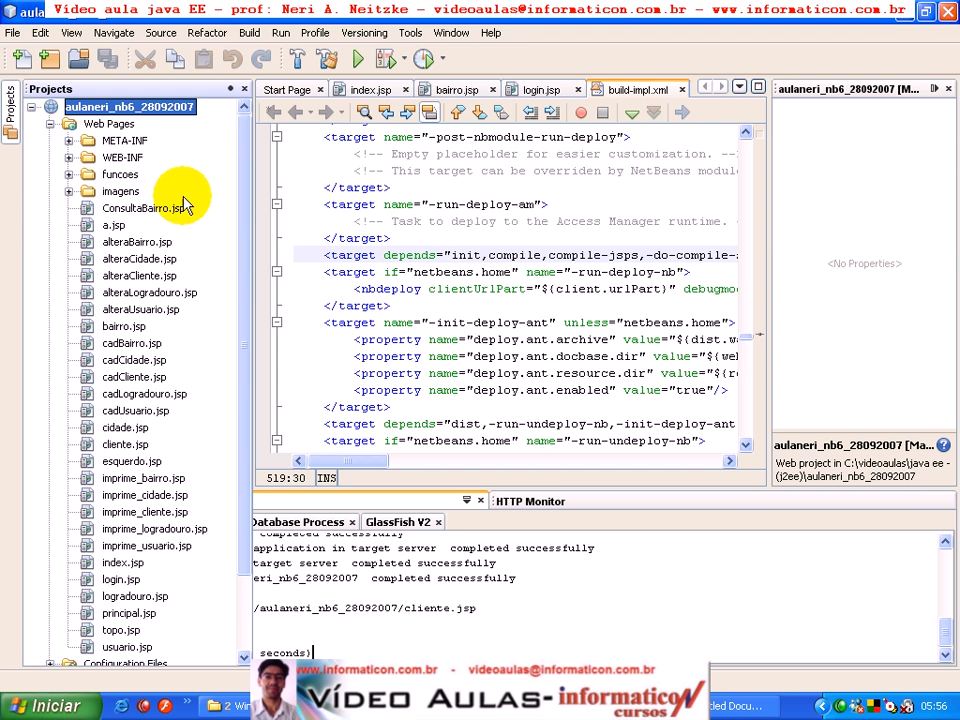 aula
Vídeo aula java EE – prof: Neri A. Neitzke – videoaulas@informaticon.com.br – www.informaticon.com.br
File Edit View Navigate Source Refactor Build Run Profile Versioning Tools Window Help
Projects
Projects
aulaneri_nb6_28092007
Web Pages
META-INF
WEB-INF
funcoes
imagens
ConsultaBairro.jsp
a.jsp
alteraBairro.jsp
alteraCidade.jsp
alteraCliente.jsp
alteraLogradouro.jsp
alteraUsuario.jsp
bairro.jsp
cadBairro.jsp
cadCidade.jsp
cadCliente.jsp
cadLogradouro.jsp
cadUsuario.jsp
cidade.jsp
cliente.jsp
esquerdo.jsp
imprime_bairro.jsp
imprime_cidade.jsp
imprime_cliente.jsp
imprime_logradouro.jsp
imprime_usuario.jsp
index.jsp
login.jsp
logradouro.jsp
principal.jsp
topo.jsp
usuario.jsp
Configuration Files
Start Page index.jsp bairro.jsp login.jsp build-impl.xml
<target name="-post-nbmodule-run-deploy">
<!-- Empty placeholder for easier customization. --
<!-- This target can be overriden by NetBeans modul
</target>
<target name="-run-deploy-am">
<!-- Task to deploy to the Access Manager runtime.
</target>
<target depends="init,compile,compile-jsps,-do-compile-
<target if="netbeans.home" name="-run-deploy-nb">
<nbdeploy clientUrlPart="${client.urlPart}" debugmod
</target>
<target name="-init-deploy-ant" unless="netbeans.home">
<property name="deploy.ant.archive" value="${dist.w
<property name="deploy.ant.docbase.dir" value="${we
<property name="deploy.ant.resource.dir" value="${re
<property name="deploy.ant.enabled" value="true"/>
</target>
<target depends="dist,-run-undeploy-nb,-init-deploy-ant
<target if="netbeans.home" name="-run-undeploy-nb">
519:30 INS
aulaneri_nb6_28092007 [M...
<No Properties>
aulaneri_nb6_28092007 [Ma...
Web project in C:\videoaulas\java ee -
(j2ee)\aulaneri_nb6_28092007
HTTP Monitor
Database Process GlassFish V2
completed successfully
application in target server completed successfully
target server completed successfully
eri_nb6_28092007 completed successfully
/aulaneri_nb6_28092007/cliente.jsp
seconds)
www.informaticon.com.br - videoaulas@informaticon.com.br
VÍDEO AULAS- informaticon
cursos
Iniciar
2 Win
led Docu...
05:56